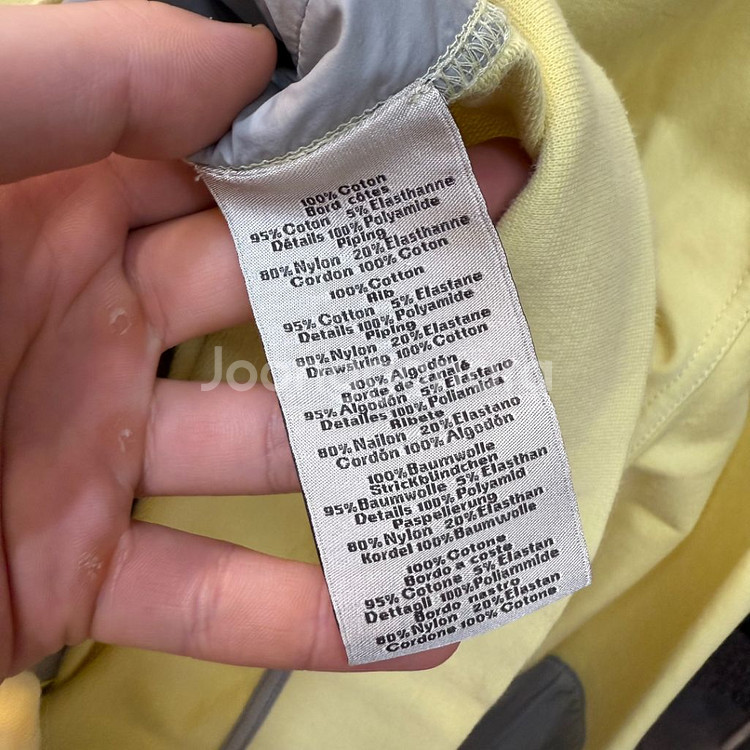 100% Coton
Bord côtes
95% Coton 5% Elasthanne
Détails 100% Polyamide
Piping
80% Nylon 20% Elasthanne
Cordon 100% Coton
100% Cotton
Rib
95% Cotton 5% Elastane
Details 100% Polyamide
Piping
80% Nylon 20% Elastane
Drawstring 100% Cotton
100% Algodón
Borde de canalé
95% Algodón 5% Elastano
Detalles 100% Poliamida
Ribete
80% Nailon 20% Elastano
Cordón 100% Algodón
100% Baumwolle
Strickbündchen
95% Baumwolle 5% Elasthan
Details 100% Polyamid
Paspelierung
80% Nylon 20% Elasthan
Kordel 100% Baumwolle
100% Cotone
Bordo a coste
95% Cotone 5% Elastan
Dettagli 100% Poliammide
Bordo nastro
80% Nylon 20% Elastan
Cordone 100% Cotone